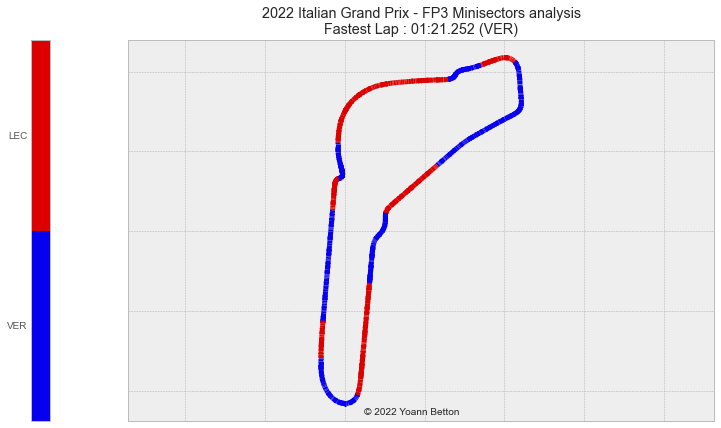 2022 Italian Grand Prix - FP3 Minisectors analysis
Fastest Lap : 01:21.252 (VER)
LEC
VER
© 2022 Yoann Betton